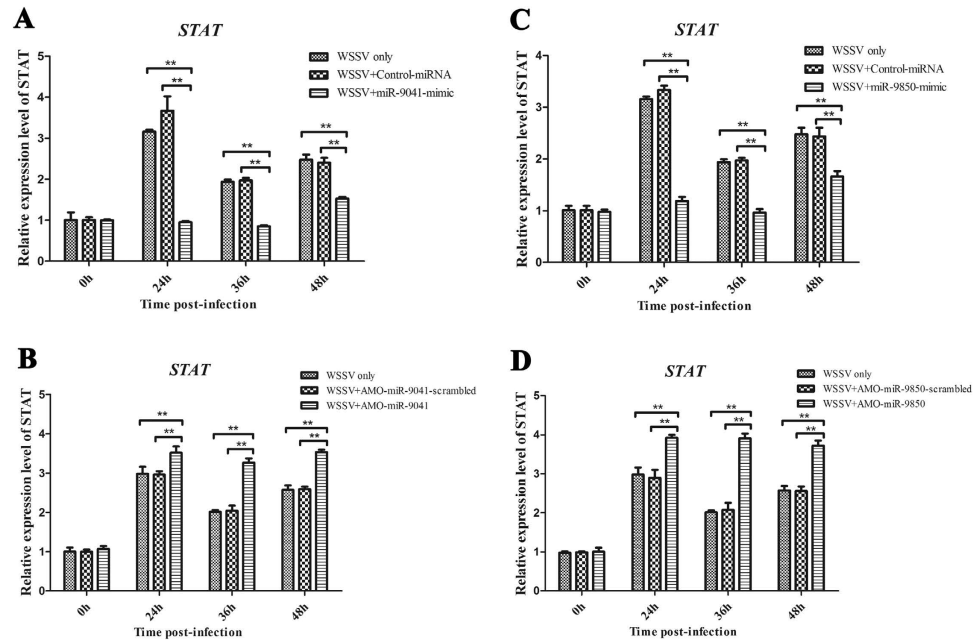 A
STAT
WSSV only
WSSV+Control-miRNA
WSSV+miR-9041-mimic
Relative expression level of STAT
5
4
3
2
1
0
**
**
**
**
**
**
0h
24h
36h
48h
Time post-infection
C
STAT
WSSV only
WSSV+Control-miRNA
WSSV+miR-9850-mimic
Relative expression level of STAT
4
3
2
1
0
**
**
**
**
**
**
0h
24h
36h
48h
Time post-infection
B
STAT
WSSV only
WSSV+AMO-miR-9041-scrambled
WSSV+AMO-miR-9041
Relative expression level of STAT
5
4
3
2
1
0
**
**
**
**
**
**
0h
24h
36h
48h
Time post-infection
D
STAT
WSSV only
WSSV+AMO-miR-9850-scrambled
WSSV+AMO-miR-9850
Relative expression level of STAT
5
4
3
2
1
0
**
**
**
**
**
**
0h
24h
36h
48h
Time post-infection